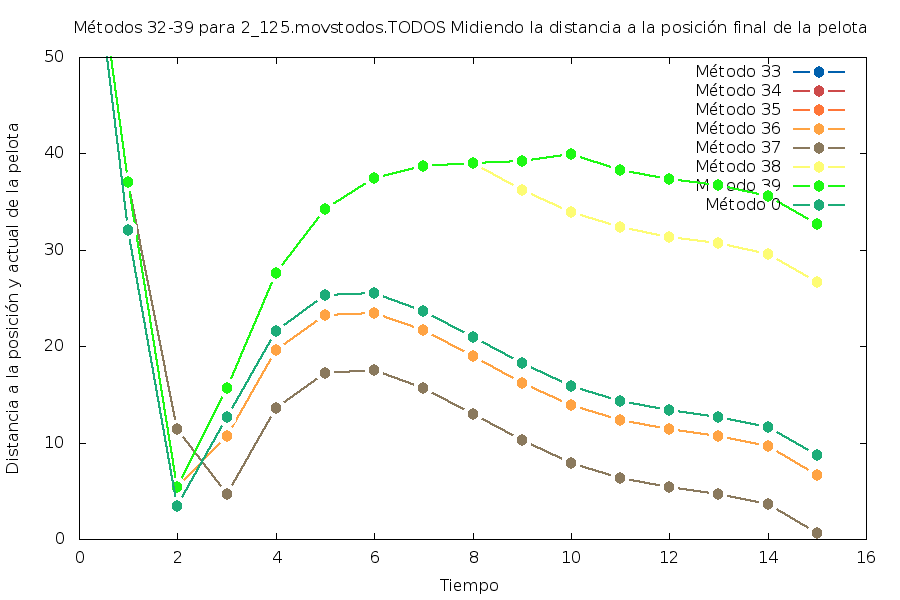 Métodos 32-39 para 2_125.movstodos.TODOS Midiendo la distancia a la posición final de la pelota
Distancia a la posición y actual de la pelota
50
40
30
20
10
0
Método 33
Método 34
Método 35
Método 36
Método 37
Método 38
Método 39
Método 0
0 2 4 6 8 10 12 14 16
Tiempo